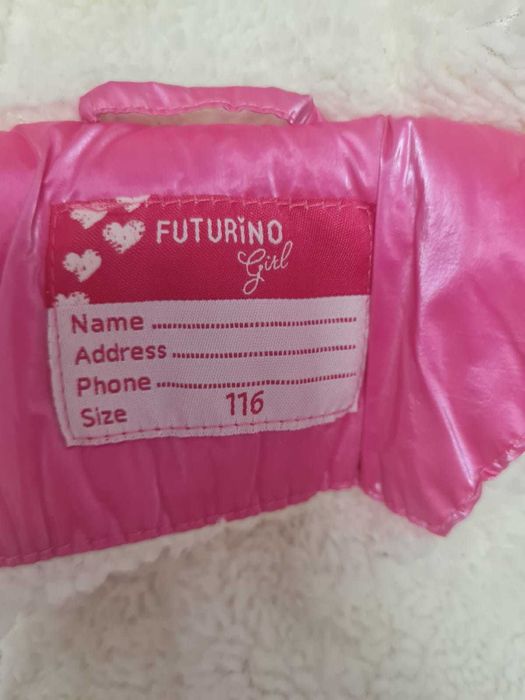 FUTURiNO
Girl
Name
Address
Phone
Size 116